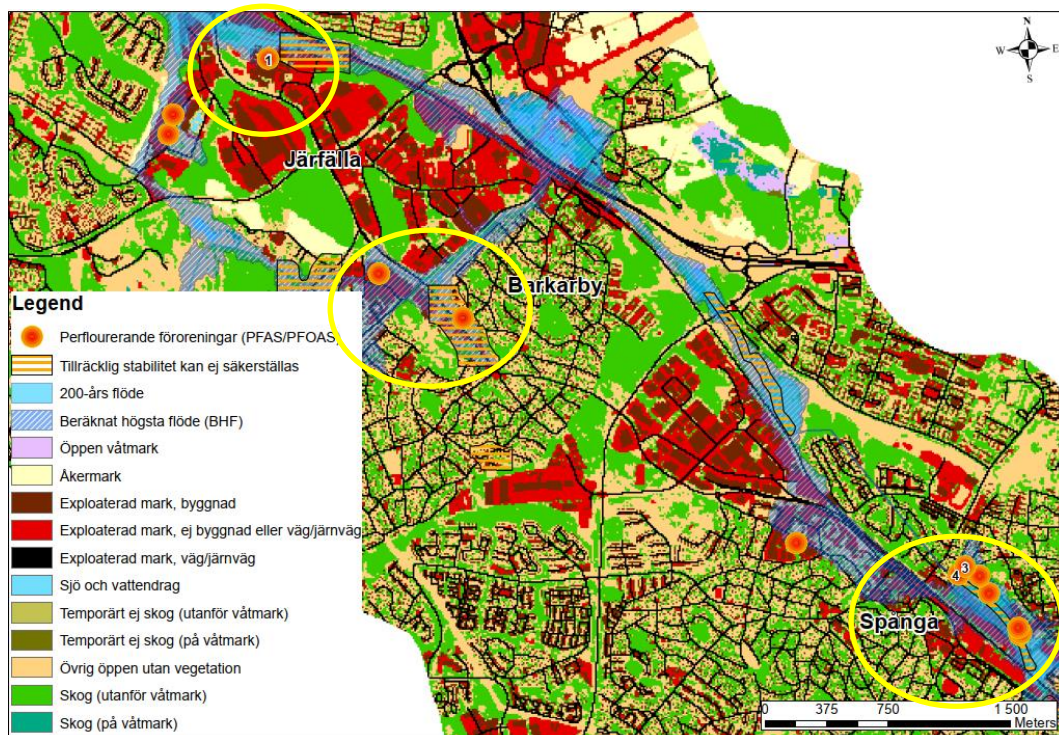 N
W E
S
1
Järfälla
Barkarby
Legend
Perflourerande föroreningar (PFAS/PFOAS)
Tillräcklig stabilitet kan ej säkerställas
200-års flöde
Beräknat högsta flöde (BHF)
Öppen våtmark
Åkermark
Exploaterad mark, byggnad
Exploaterad mark, ej byggnad eller väg/järnväg
Exploaterad mark, väg/järnväg
Sjö och vattendrag
Temporärt ej skog (utanför våtmark)
Temporärt ej skog (på våtmark)
Övrig öppen utan vegetation
Skog (utanför våtmark)
Skog (på våtmark)
3
4
Spånga
0 375 750 1 500
Meters